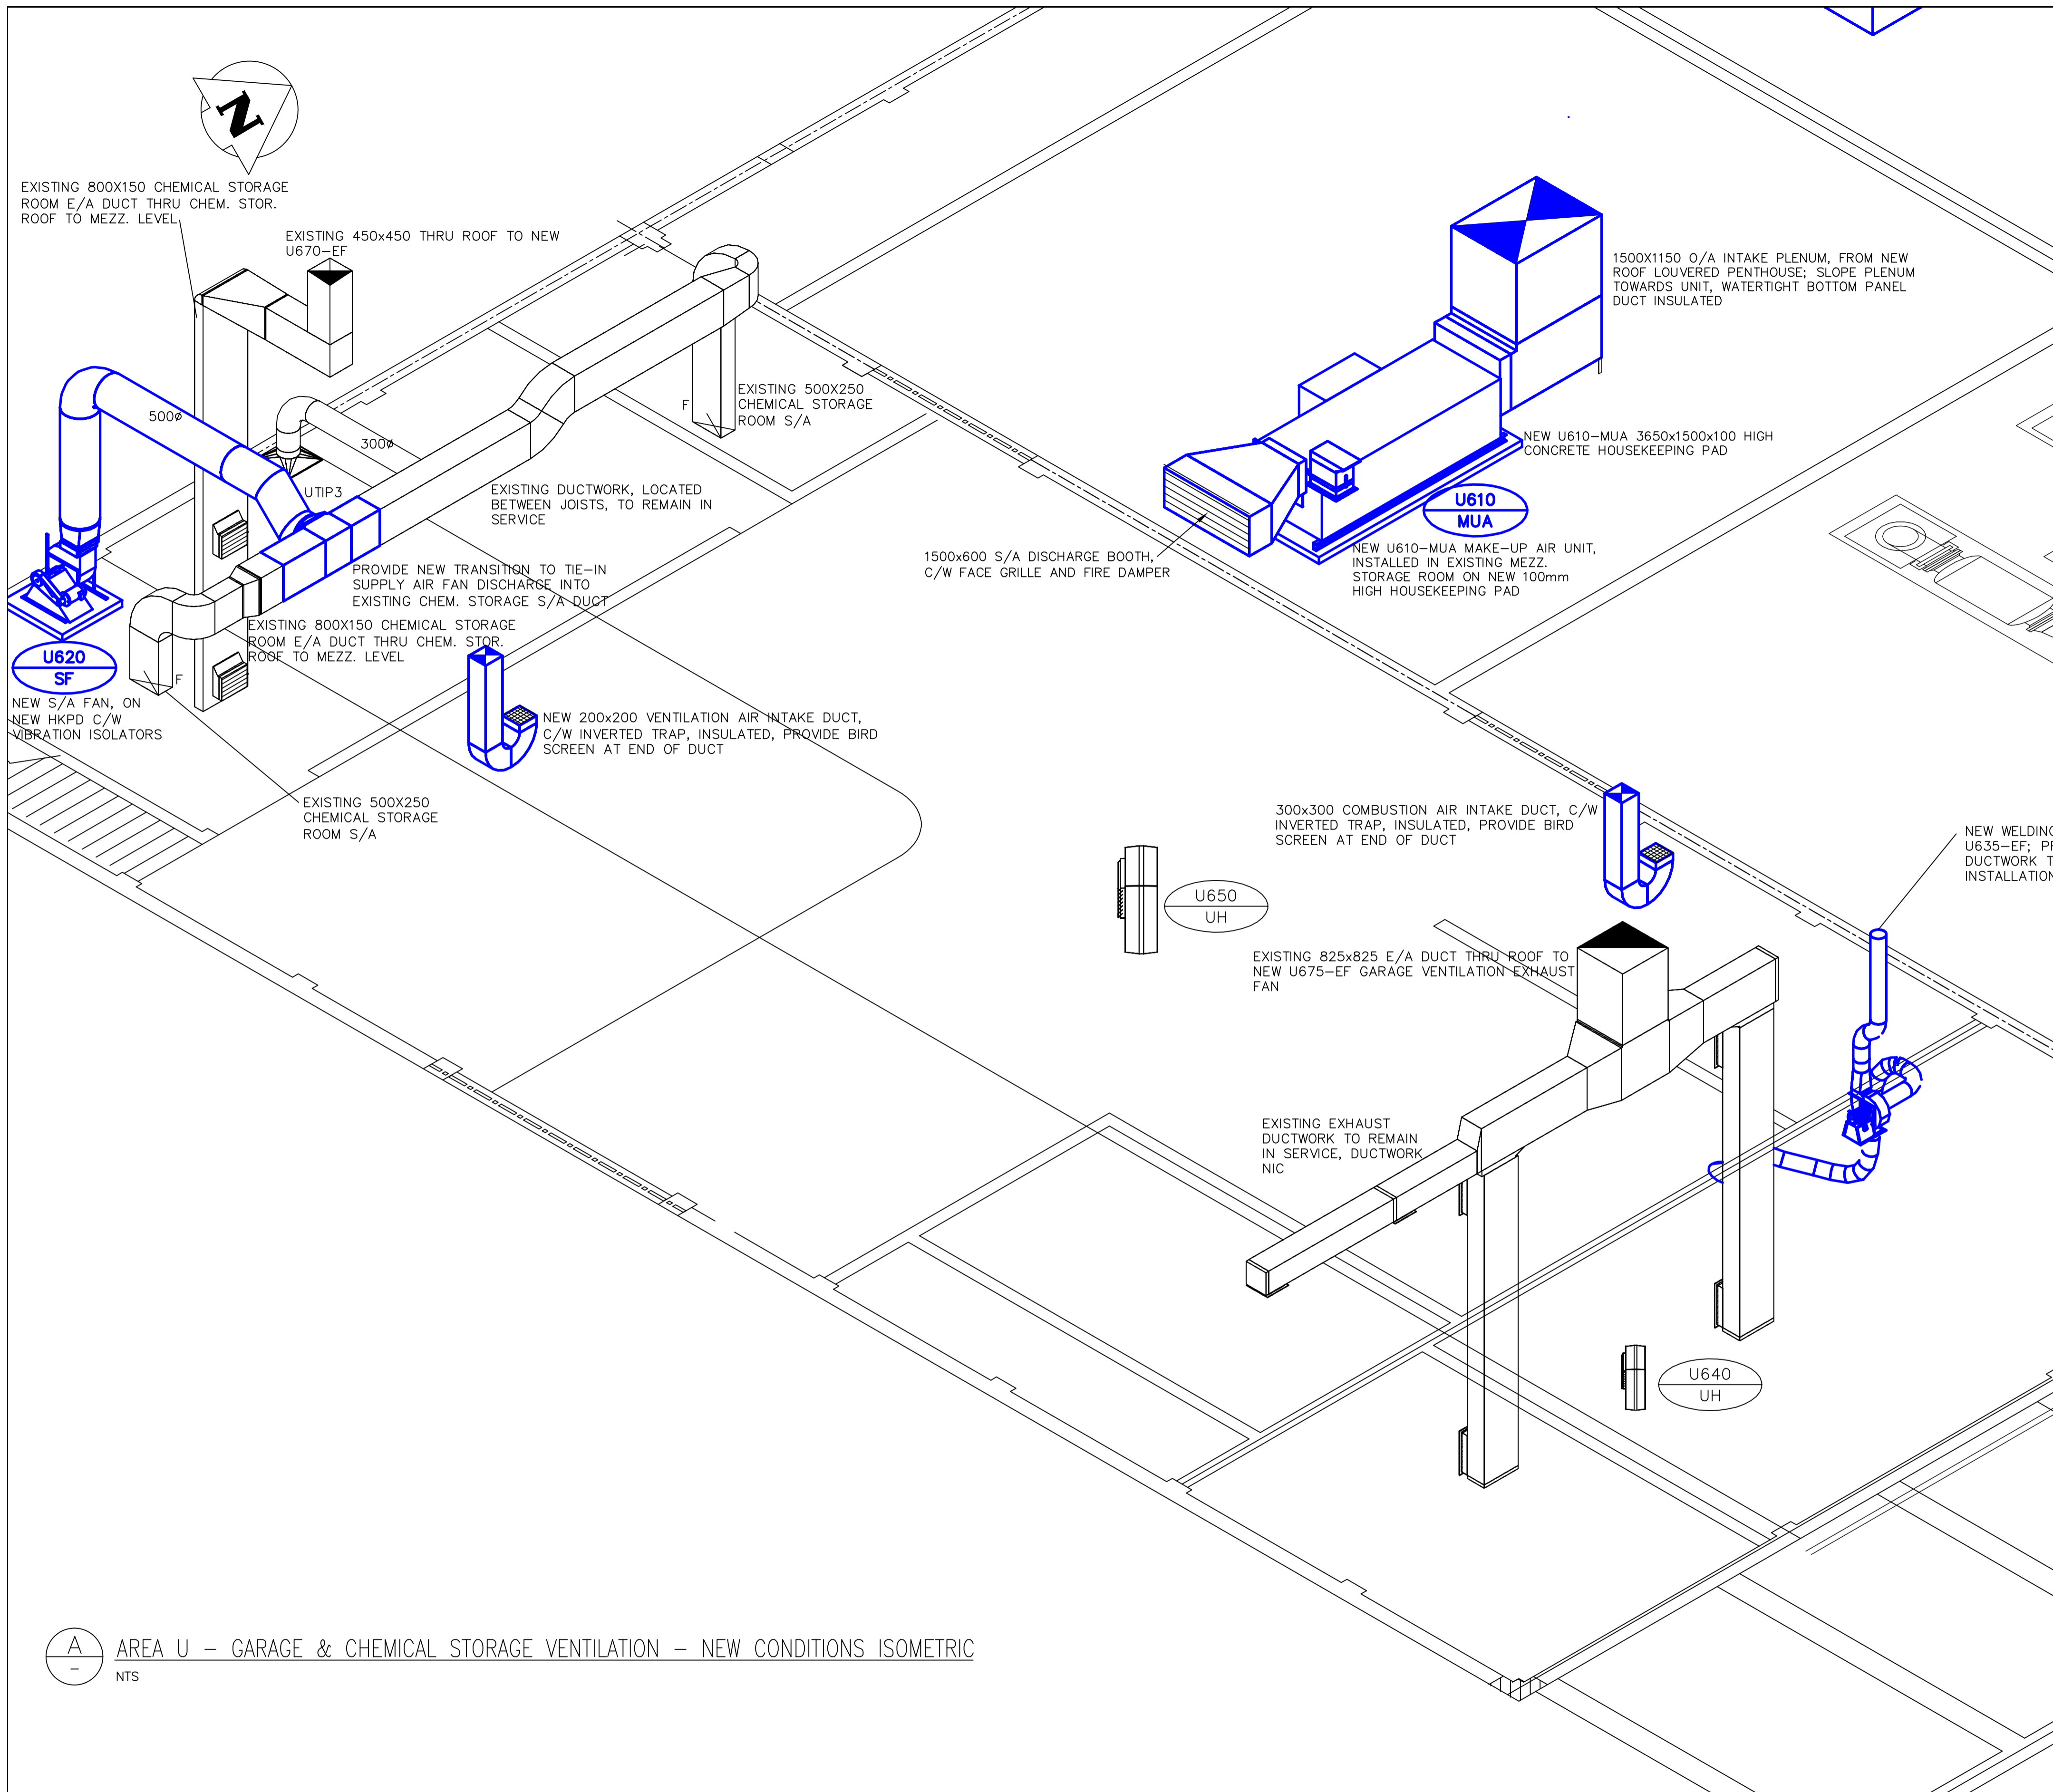 N
EXISTING 800X150 CHEMICAL STORAGE
ROOM E/A DUCT THRU CHEM. STOR.
ROOF TO MEZZ. LEVEL
EXISTING 450x450 THRU ROOF TO NEW
U670-EF
1500X1150 O/A INTAKE PLENUM, FROM NEW
ROOF LOUVERED PENTHOUSE; SLOPE PLENUM
TOWARDS UNIT, WATERTIGHT BOTTOM PANEL
DUCT INSULATED
500ø
300ø
F
EXISTING 500X250
CHEMICAL STORAGE
ROOM S/A
UTIP3
EXISTING DUCTWORK, LOCATED
BETWEEN JOISTS, TO REMAIN IN
SERVICE
NEW U610-MUA 3650x1500x100 HIGH
CONCRETE HOUSEKEEPING PAD
U610
MUA
1500x600 S/A DISCHARGE BOOTH,
C/W FACE GRILLE AND FIRE DAMPER
NEW U610-MUA MAKE-UP AIR UNIT,
INSTALLED IN EXISTING MEZZ.
STORAGE ROOM ON NEW 100mm
HIGH HOUSEKEEPING PAD
PROVIDE NEW TRANSITION TO TIE-IN
SUPPLY AIR FAN DISCHARGE INTO
EXISTING CHEM. STORAGE S/A DUCT
EXISTING 800X150 CHEMICAL STORAGE
ROOM E/A DUCT THRU CHEM. STOR.
ROOF TO MEZZ. LEVEL
U620
SF
F
NEW S/A FAN, ON
NEW HKPD C/W
VIBRATION ISOLATORS
NEW 200x200 VENTILATION AIR INTAKE DUCT,
C/W INVERTED TRAP, INSULATED, PROVIDE BIRD
SCREEN AT END OF DUCT
EXISTING 500X250
CHEMICAL STORAGE
ROOM S/A
300x300 COMBUSTION AIR INTAKE DUCT, C/W
INVERTED TRAP, INSULATED, PROVIDE BIRD
SCREEN AT END OF DUCT
NEW WELDING
U635-EF; PR
DUCTWORK T
INSTALLATION
U650
UH
EXISTING 825x825 E/A DUCT THRU ROOF TO
NEW U675-EF GARAGE VENTILATION EXHAUST
FAN
EXISTING EXHAUST
DUCTWORK TO REMAIN
IN SERVICE, DUCTWORK
NIC
U640
UH
A
-
AREA U - GARAGE & CHEMICAL STORAGE VENTILATION - NEW CONDITIONS ISOMETRIC
NTS